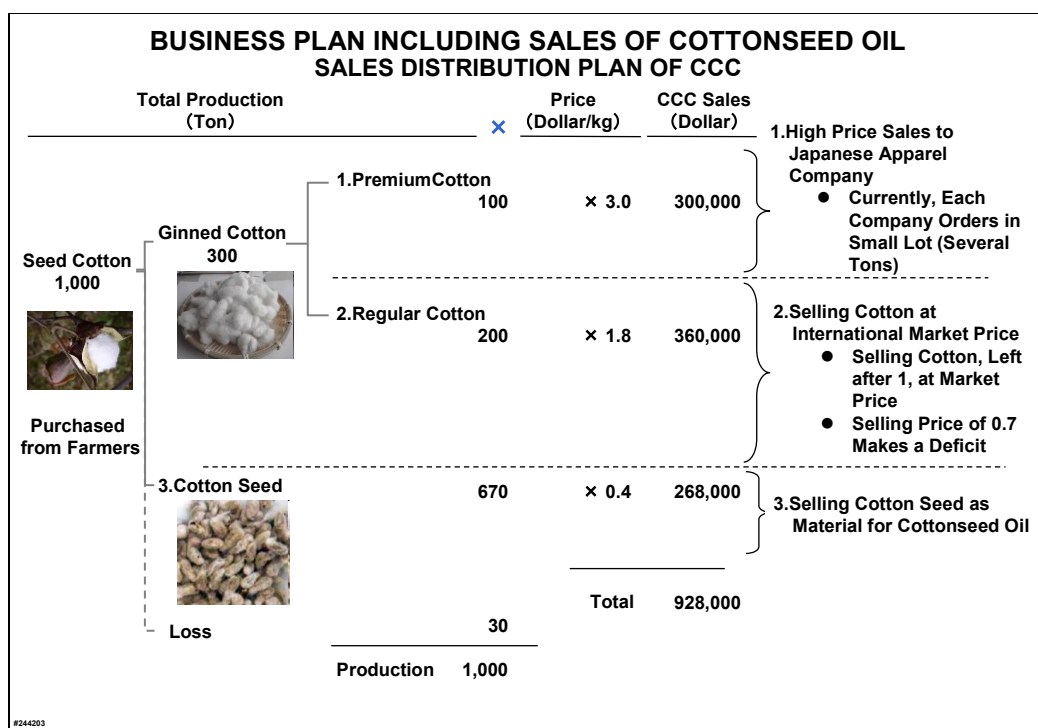 BUSINESS PLAN INCLUDING SALES OF COTTONSEED OIL
SALES DISTRIBUTION PLAN OF CCC
Total Production
(Ton)
×
Price
(Dollar/kg)
CCC Sales
(Dollar)
Seed Cotton
1,000
Purchased
from Farmers
Ginned Cotton
300
1.PremiumCotton
100 × 3.0 300,000
1.High Price Sales to
Japanese Apparel
Company
● Currently, Each
Company Orders in
Small Lot (Several
Tons)
2.Regular Cotton
200 × 1.8 360,000
2.Selling Cotton at
International Market Price
● Selling Cotton, Left
after 1, at Market
Price
● Selling Price of 0.7
Makes a Deficit
3.Cotton Seed
670 × 0.4 268,000
3.Selling Cotton Seed as
Material for Cottonseed Oil
Total 928,000
Loss 30
Production 1,000
#244203